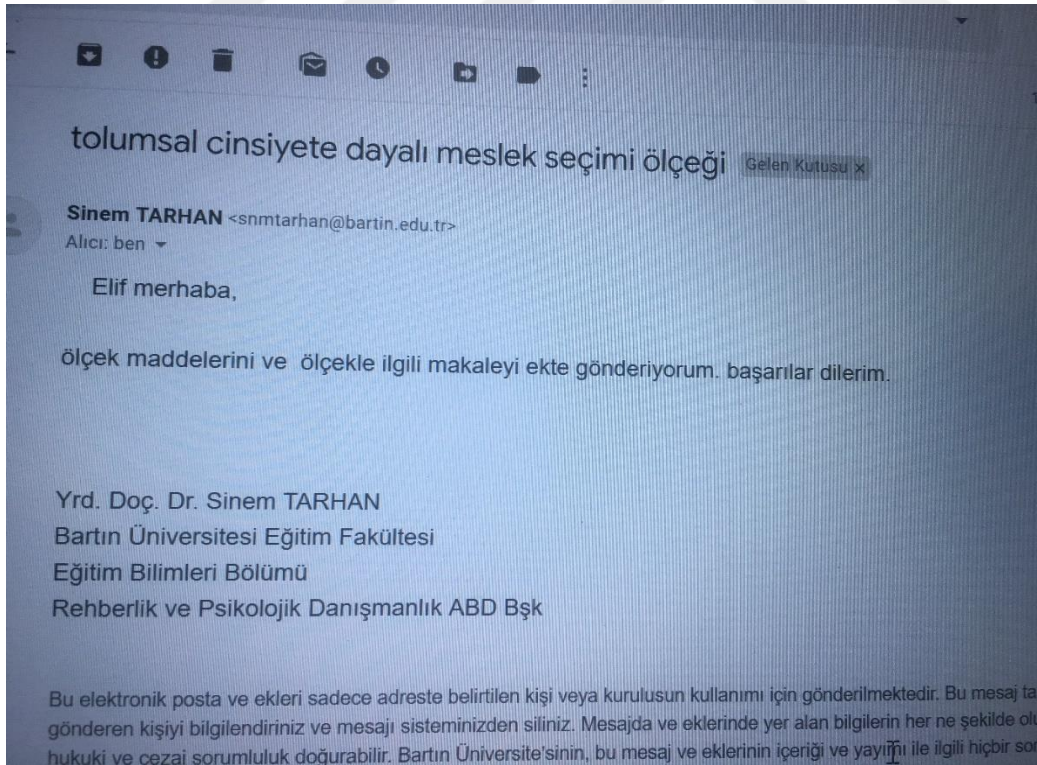 tolumsal cinsiyete dayalı meslek seçimi ölçeği Gelen Kutusu x
Sinem TARHAN <snmtarhan@bartin.edu.tr>
Alıcı: ben
Elif merhaba,
ölçek maddelerini ve ölçekle ilgili makaleyi ekte gönderiyorum. başarılar dilerim.
Yrd. Doç. Dr. Sinem TARHAN
Bartın Üniversitesi Eğitim Fakültesi
Eğitim Bilimleri Bölümü
Rehberlik ve Psikolojik Danışmanlık ABD Bşk
Bu elektronik posta ve ekleri sadece adreste belirtilen kişi veya kurulusun kullanımı için gönderilmektedir. Bu mesaj
gönderen kişiyi bilgilendiriniz ve mesajı sisteminizden siliniz. Mesajda ve eklerinde yer alan bilgilerin her ne şekilde
hukuki ve cezai sorumluluk doğurabilir. Bartın Üniversite'sinin, bu mesaj ve eklerinin içeriği ve yayımı ile ilgili hiçbir